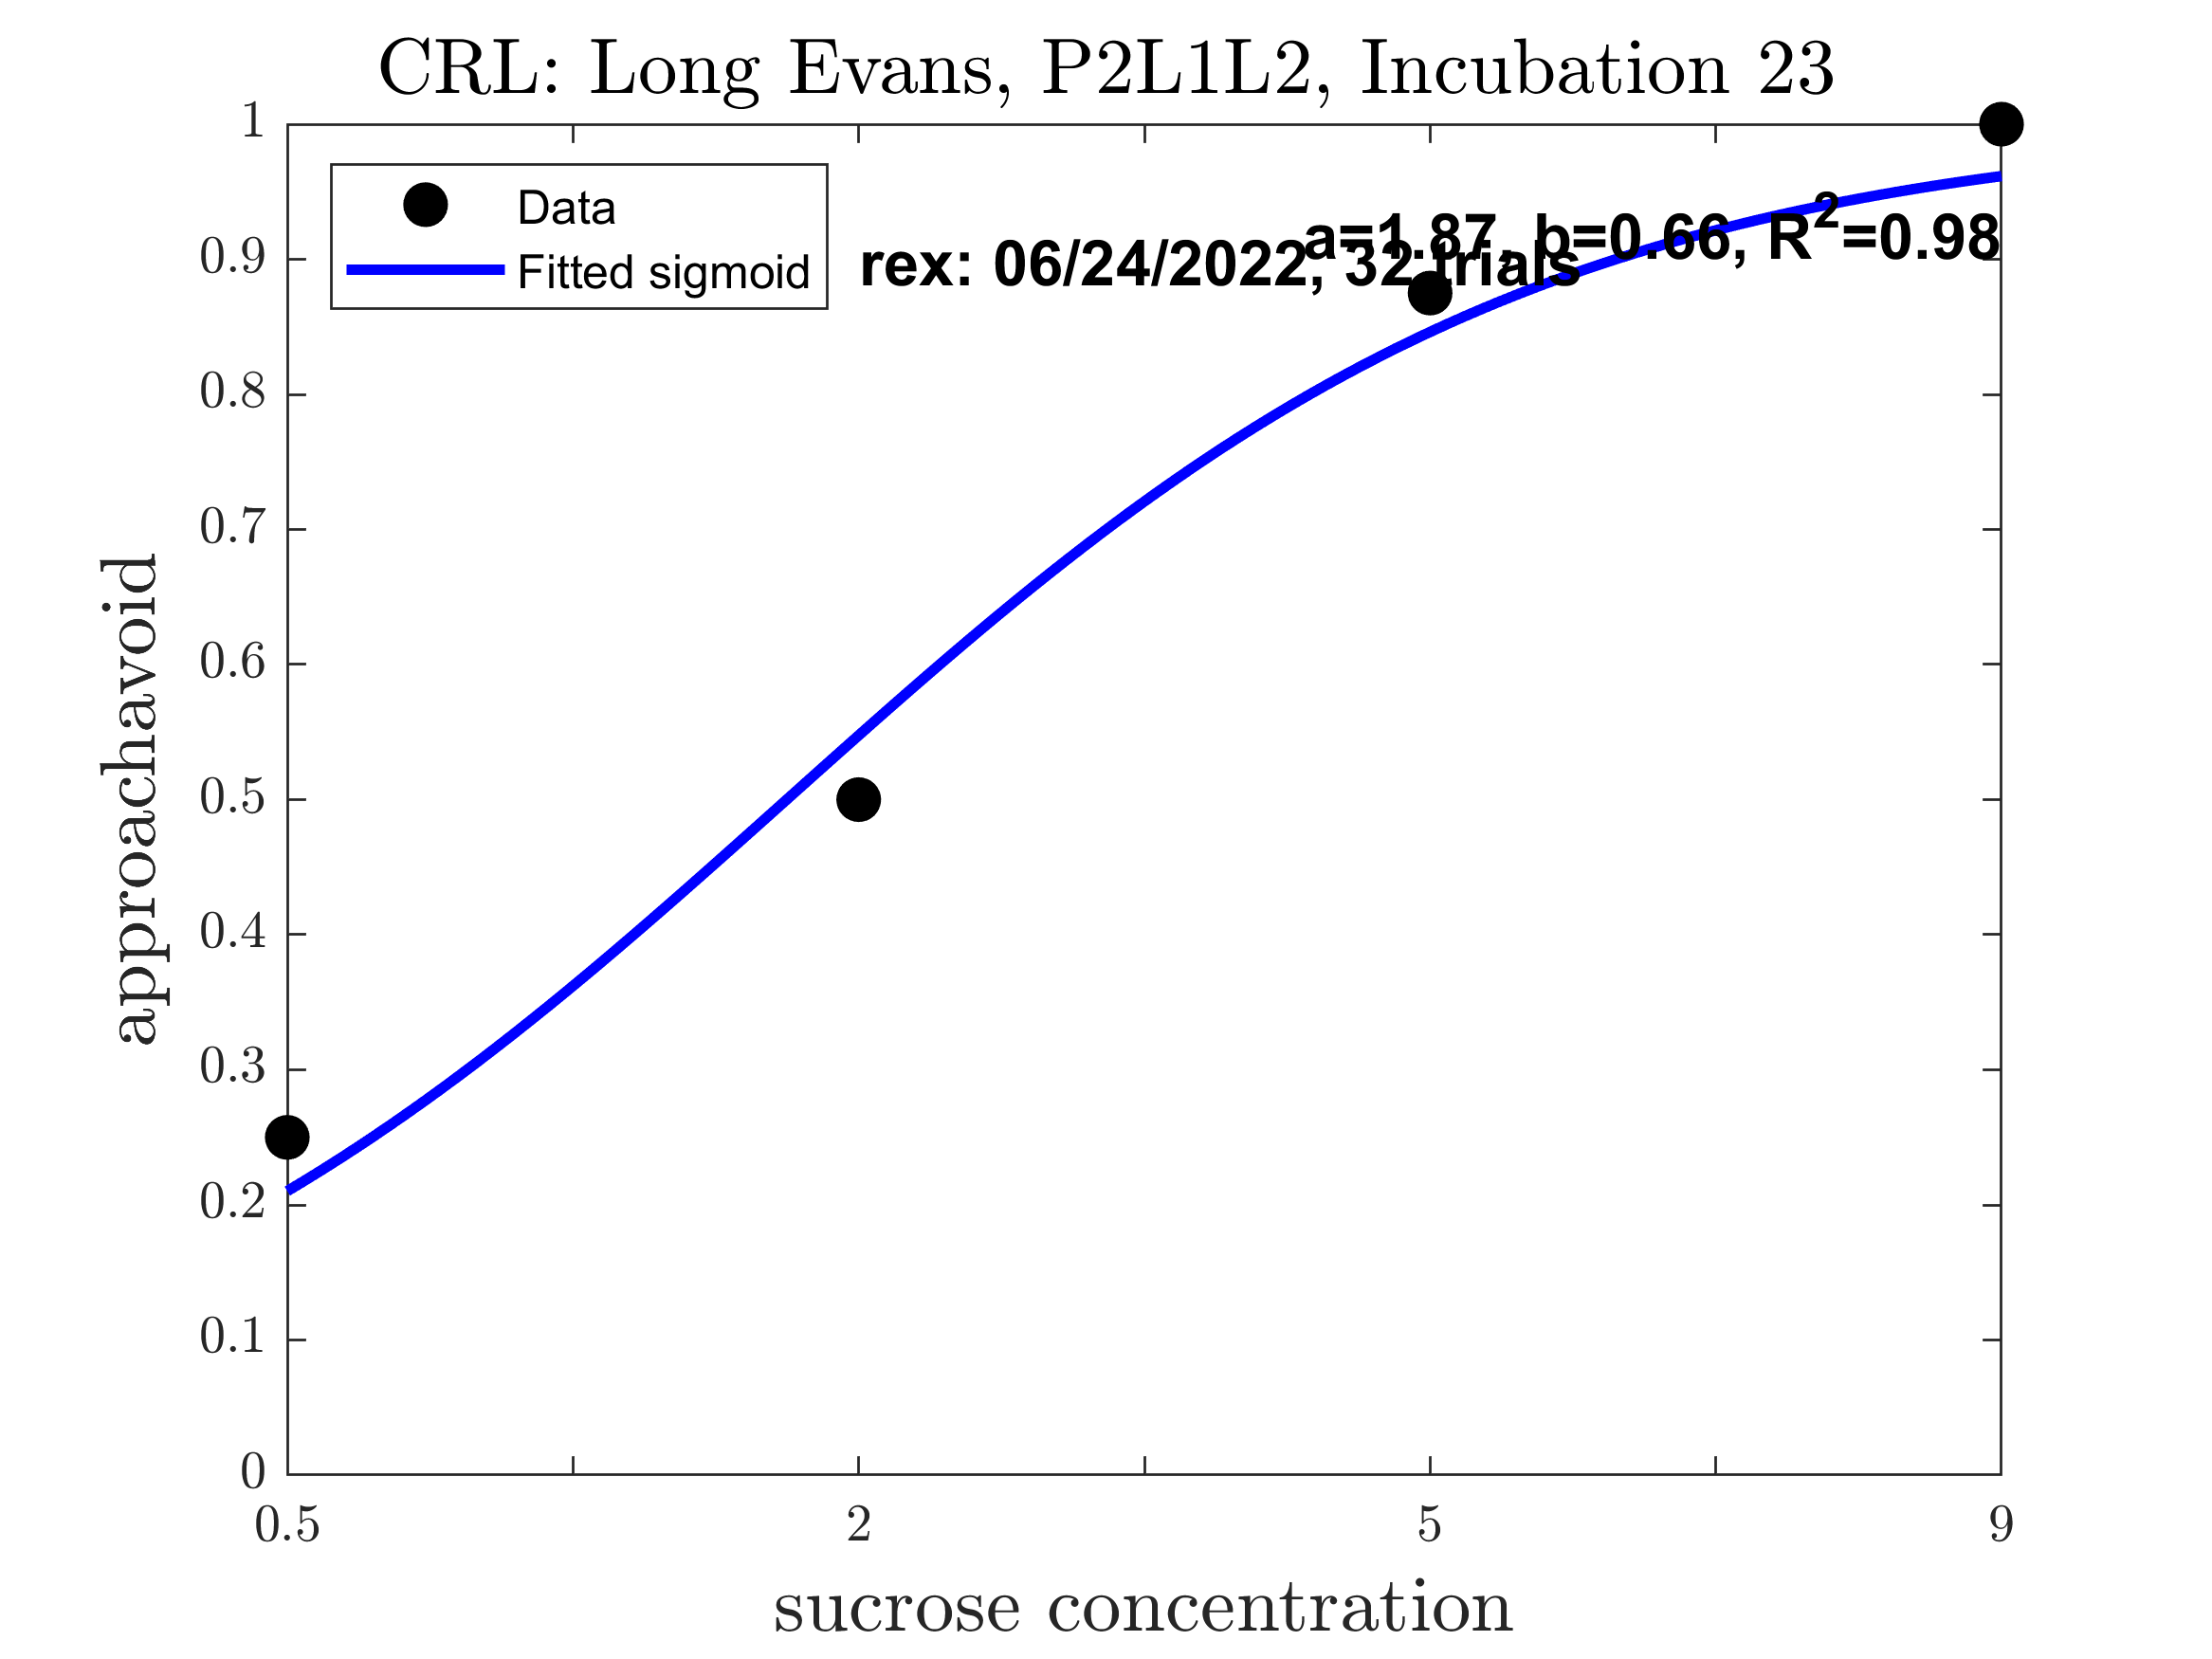 CRL: Long Evans, P2L1L2, Incubation 23
Data
Fitted sigmoid
a=1.87, b=0.66, R²=0.98
rex: 06/24/2022, 32 trials
approachavoid
1
0.9
0.8
0.7
0.6
0.5
0.4
0.3
0.2
0.1
0
0.5 2 5 9
sucrose concentration